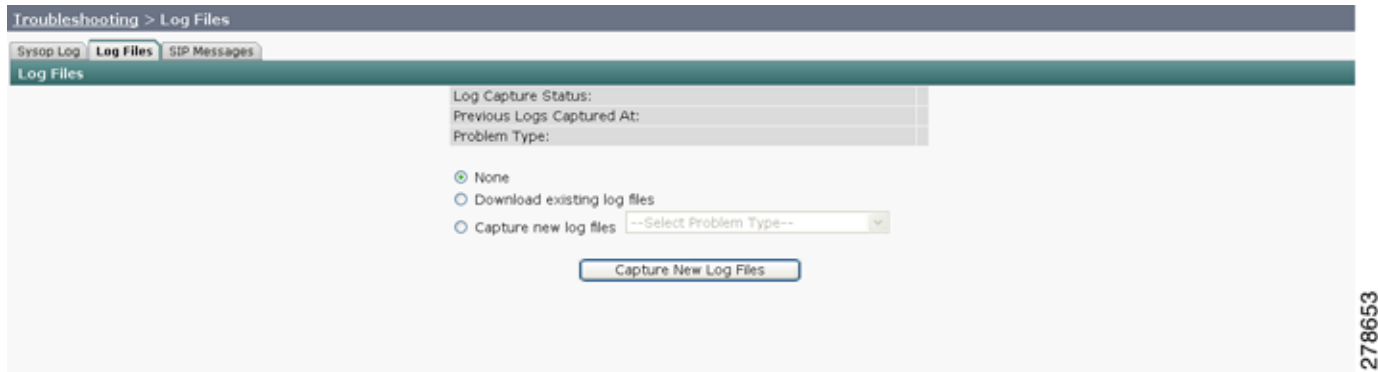 Troubleshooting > Log Files
Sysop Log Log Files SIP Messages
Log Files
Log Capture Status:
Previous Logs Captured At:
Problem Type:
None
Download existing log files
Capture new log files --Select Problem Type--
Capture New Log Files
278653